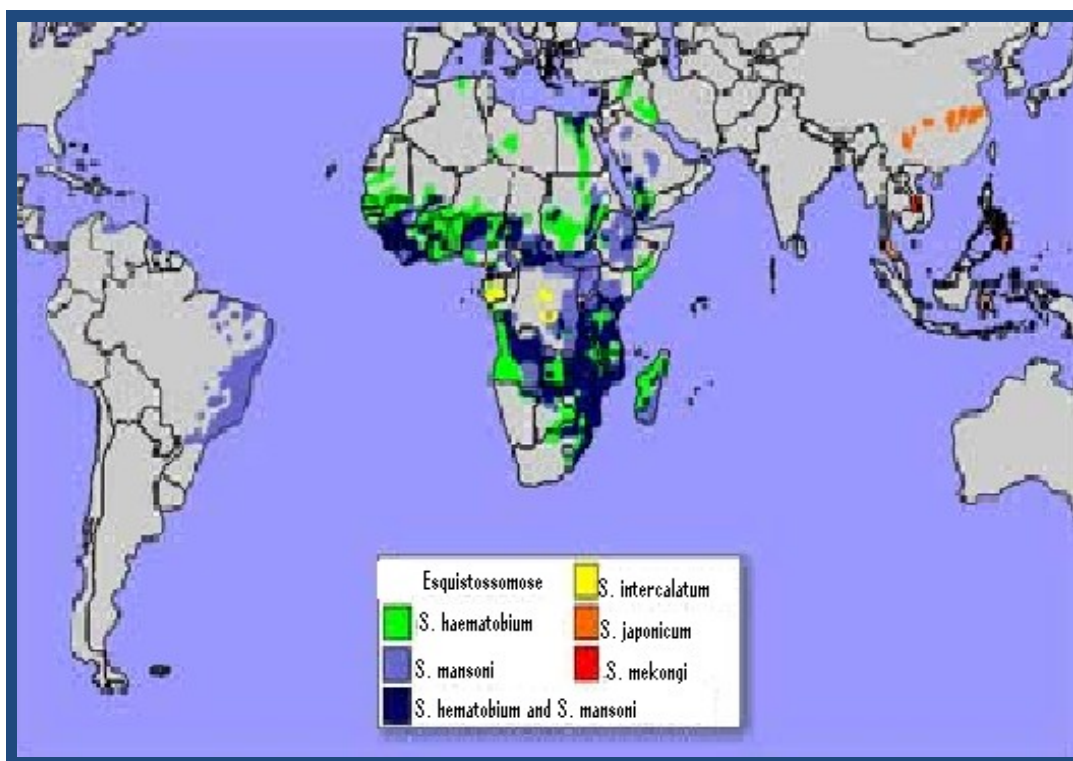 Esquistossomose
S. haematobium
S. mansoni
S. hematobium and S. mansoni
S. intercalatum
S. japonicum
S. mekongi